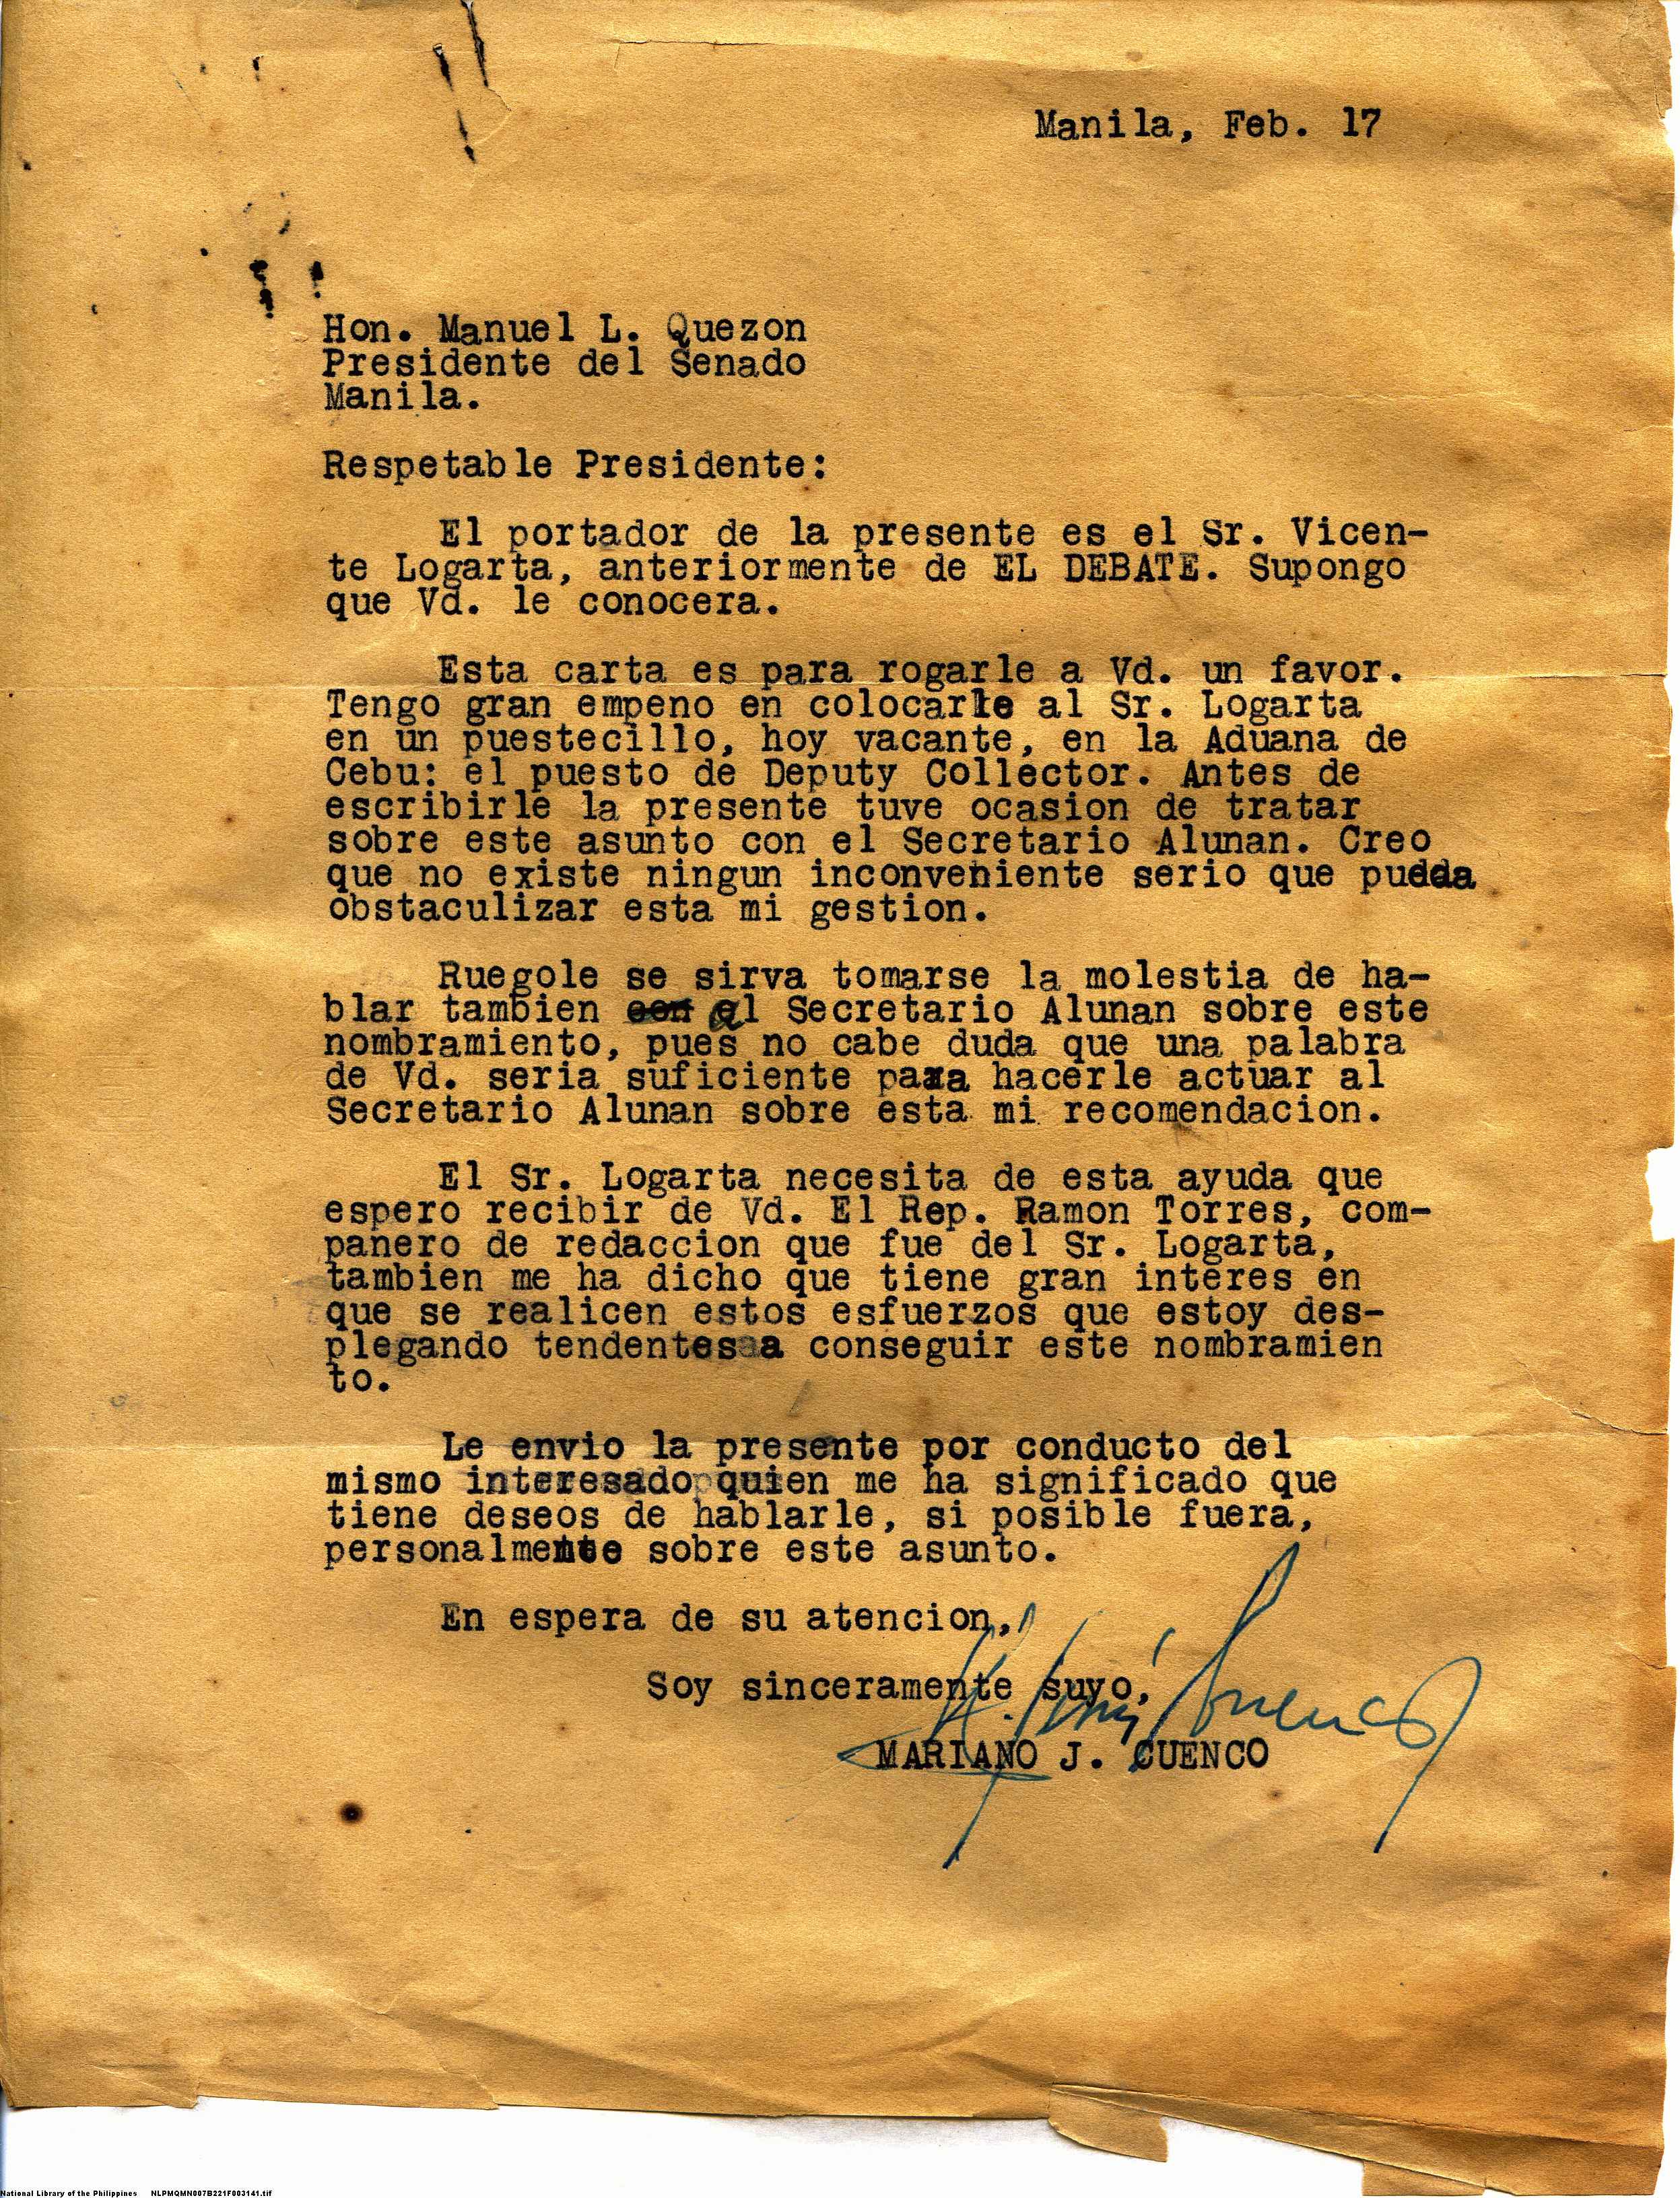 Manila, Feb. 17
Hon. Manuel L. Quezon
Presidente del Senado
Manila.
Respetable Presidente:
El portador de la presente es el Sr. Vicen-
te Logarta, anteriormente de EL DEBATE. Supongo
que Vd. le conocera.
Esta carta es para rogarle a Vd. un favor.
Tengo gran empeno en colocarle al Sr. Logarta
en un puestecillo, hoy vacante, en la Aduana de
Cebu: el puesto de Deputy Collector. Antes de
escribirle la presente tuve ocasion de tratar
sobre este asunto con el Secretario Alunan. Creo
que no existe ningun inconveniente serio que pueda
obstaculizar esta mi gestion.
Ruegole se sirva tomarse la molestia de ha-
blar tambien con al Secretario Alunan sobre este
nombramiento, pues no cabe duda que una palabra
de Vd. seria suficiente para hacerle actuar al
Secretario Alunan sobre esta mi recomendacion.
El Sr. Logarta necesita de esta ayuda que
espero recibir de Vd. El Rep. Ramon Torres, com-
panero de redaccion que fue del Sr. Logarta,
tambien me ha dicho que tiene gran interes en
que se realicen estos esfuerzos que estoy des-
plegando tendentes a conseguir este nombramien
to.
Le envio la presente por conducto del
mismo interesado quien me ha significado que
tiene deseos de hablarle, si posible fuera,
personalmente sobre este asunto.
En espera de su atencion,
Soy sinceramente suyo,
M. Jesús Cuenco
MARIANO J. CUENCO
National Library of the Philippines NLPMQMN007B221F003141.tif